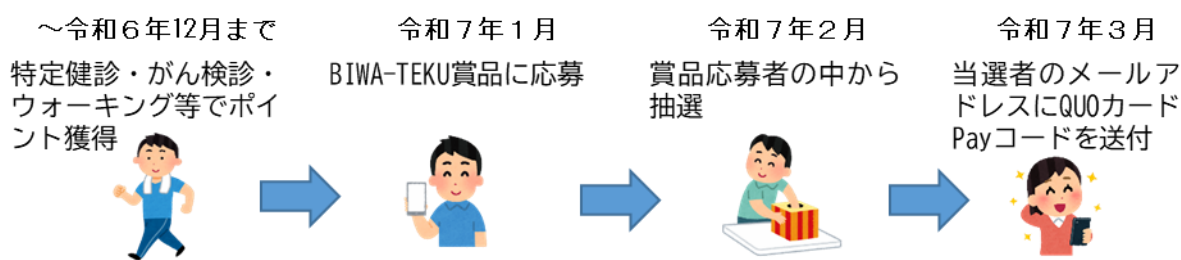 ～令和６年12月まで
特定健診・がん検診・
ウォーキング等でポイ
ント獲得
令和７年１月
BIWA-TEKU賞品に応募
令和７年２月
賞品応募者の中から
抽選
令和７年３月
当選者のメールア
ドレスにQUOカード
Payコードを送付